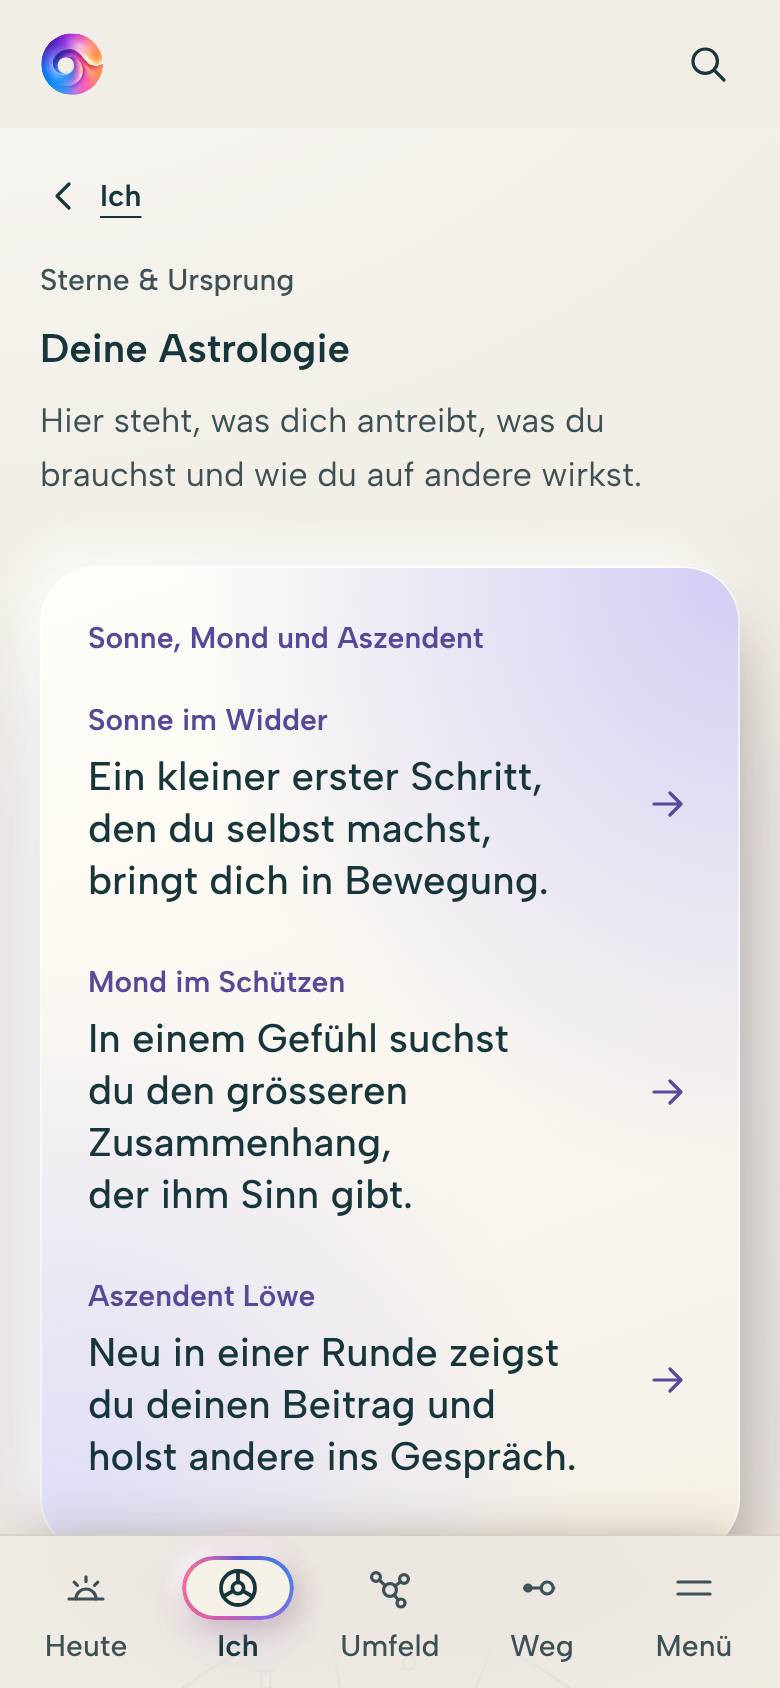 Ich
Sterne & Ursprung
Deine Astrologie
Hier steht, was dich antreibt, was du
brauchst und wie du auf andere wirkst.
Sonne, Mond und Aszendent
Sonne im Widder
Ein kleiner erster Schritt,
den du selbst machst,
bringt dich in Bewegung.
Mond im Schützen
In einem Gefühl suchst
du den grösseren
Zusammenhang,
der ihm Sinn gibt.
Aszendent Löwe
Neu in einer Runde zeigst
du deinen Beitrag und
holst andere ins Gespräch.
Heute Ich Umfeld Weg Menü